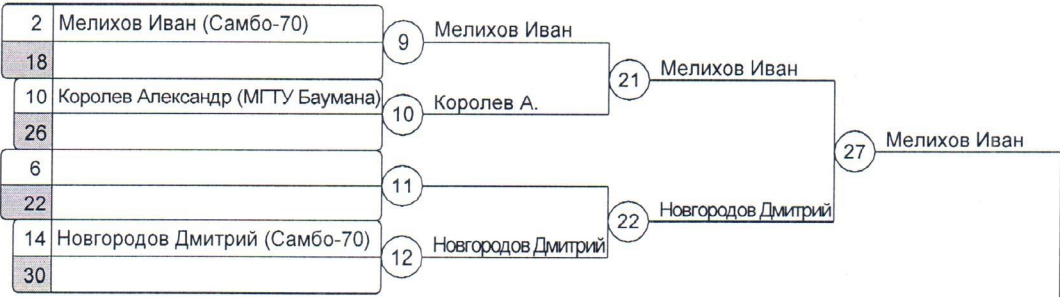 2 Мелихов Иван (Самбо-70)
18
9 Мелихов Иван
10 Королев Александр (МГТУ Баумана)
26
10 Королев А.
21 Мелихов Иван
6
22
11
14 Новгородов Дмитрий (Самбо-70)
30
12 Новгородов Дмитрий
22 Новгородов Дмитрий
27 Мелихов Иван